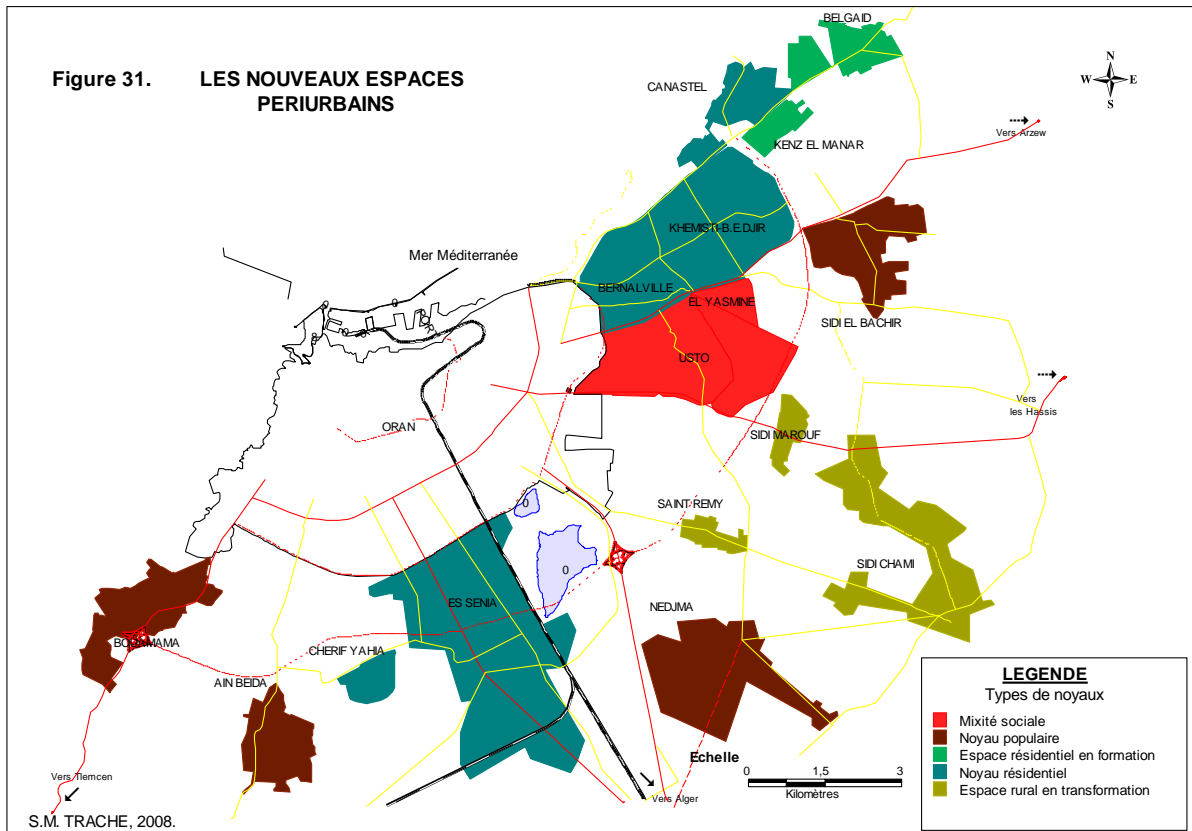 BELGAID
Figure 31. LES NOUVEAUX ESPACES
PERIURBAINS
N
W E
S
CANASTEL
Vers Arzew
KENZ EL MANAR
KHEMISTI-B.E.DJIR
Mer Méditerranée
BERNALVILLE
EL YASMINE
SIDI EL BACHIR
USTO
Vers
les Hassis
ORAN
SIDI MAROUF
0
SAINT REMY
0
SIDI CHAMI
ES SENIA
NEDJMA
BOUAMAMA
CHERIF YAHIA
AIN BEIDA
LEGENDE
Types de noyaux
Mixité sociale
Noyau populaire
Espace résidentiel en formation
Noyau résidentiel
Espace rural en transformation
Echelle
0 1,5 3
Kilomètres
Vers Tlemcen
Vers Alger
S.M. TRACHE, 2008.